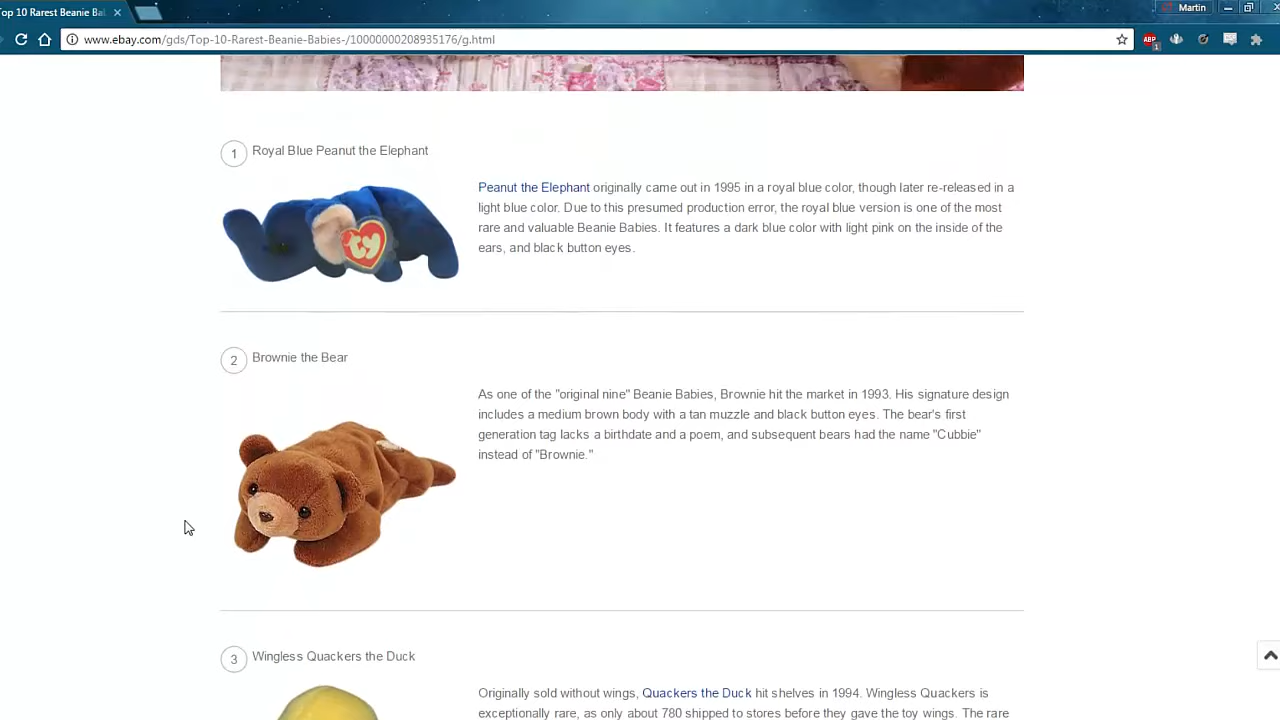 Top 10 Rarest Beanie Ba
Martin
www.ebay.com/gds/Top-10-Rarest-Beanie-Babies-/10000000208935176/g.html
ABP
1
1 Royal Blue Peanut the Elephant
ty
Peanut the Elephant originally came out in 1995 in a royal blue color, though later re-released in a
light blue color. Due to this presumed production error, the royal blue version is one of the most
rare and valuable Beanie Babies. It features a dark blue color with light pink on the inside of the
ears, and black button eyes.
2 Brownie the Bear
As one of the "original nine" Beanie Babies, Brownie hit the market in 1993. His signature design
includes a medium brown body with a tan muzzle and black button eyes. The bear's first
generation tag lacks a birthdate and a poem, and subsequent bears had the name "Cubbie"
instead of "Brownie."
3 Wingless Quackers the Duck
Originally sold without wings, Quackers the Duck hit shelves in 1994. Wingless Quackers is
exceptionally rare, as only about 780 shipped to stores before they gave the toy wings. The rare